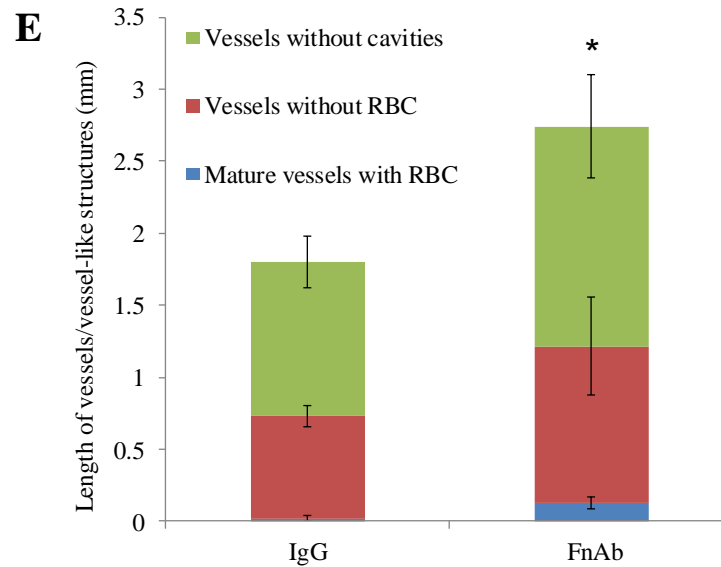 E
Length of vessels/vessel-like structures (mm)
3.5
3
2.5
2
1.5
1
0.5
0
Vessels without cavities
Vessels without RBC
Mature vessels with RBC
*
IgG
FnAb